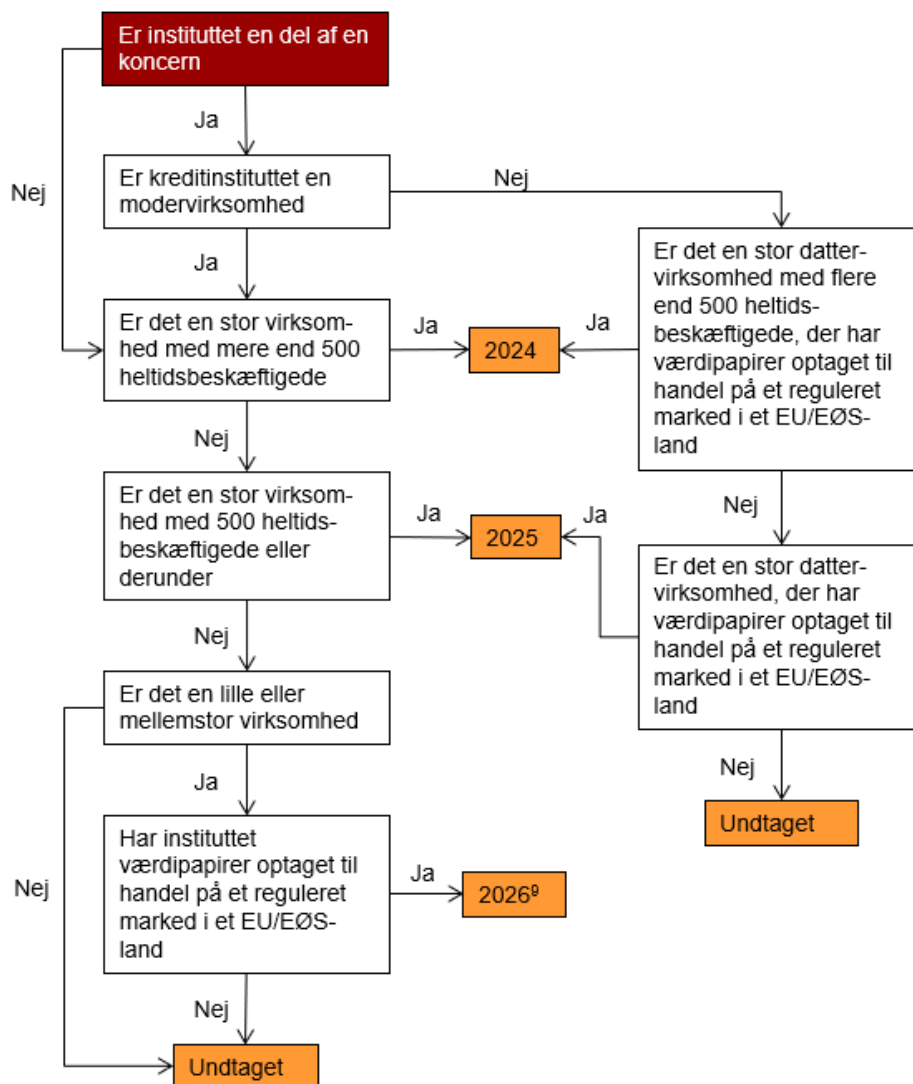 Er instituttet en del af en
koncern
Ja
Nej
Er kreditinstituttet en
modervirksomhed
Nej
Ja
Er det en stor datter-
virksomhed med flere
end 500 heltids-
beskæftigede, der har
værdipapirer optaget til
handel på et reguleret
marked i et EU/EØS-
land
Er det en stor virksom-
hed med mere end 500
heltidsbeskæftigede
Ja
2024
Ja
Nej
Nej
Er det en stor virksom-
hed med 500 heltids-
beskæftigede eller
derunder
Ja
2025
Ja
Er det en stor datter-
virksomhed, der har
værdipapirer optaget til
handel på et reguleret
marked i et EU/EØS-
land
Nej
Er det en lille eller
mellemstor virksomhed
Nej
Ja
Undtaget
Har instituttet
værdipapirer optaget til
handel på et reguleret
marked i et EU/EØS-
land
Ja
2026⁹
Nej
Nej
Undtaget